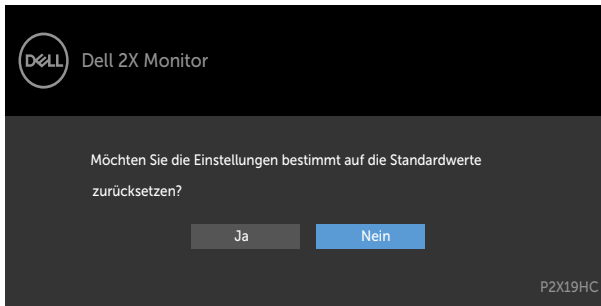 DELL
Dell 2X Monitor
Möchten Sie die Einstellungen bestimmt auf die Standardwerte
zurücksetzen?
Ja Nein
P2X19HC